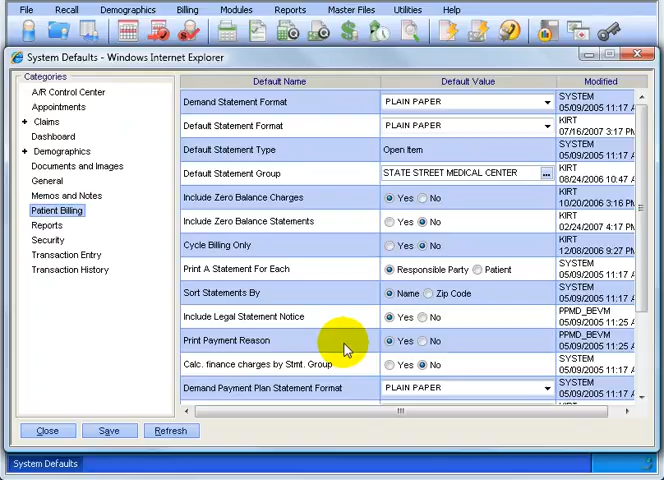 File Recall Demographics Billing Modules Reports Master Files Utilities Help
System Defaults - Windows Internet Explorer
Categories
A/R Control Center
Appointments
+ Claims
Dashboard
+ Demographics
Documents and Images
General
Memos and Notes
Patient Billing
Reports
Security
Transaction Entry
Transaction History
Default Name Default Value Modified
Demand Statement Format PLAIN PAPER SYSTEM
05/09/2005 11:17 A
Default Statement Format PLAIN PAPER KIRT
07/16/2007 3:17 P
Default Statement Type Open Item SYSTEM
05/09/2005 11:17 A
Default Statement Group STATE STREET MEDICAL CENTER ... KIRT
08/24/2006 10:47 A
Include Zero Balance Charges Yes No KIRT
10/20/2006 3:16 P
Include Zero Balance Statements Yes No KIRT
02/24/2007 4:17 P
Cycle Billing Only Yes No KIRT
12/08/2006 9:27 P
Print A Statement For Each Responsible Party Patient SYSTEM
05/09/2005 11:17 A
Sort Statements By Name Zip Code SYSTEM
05/09/2005 11:17 A
Include Legal Statement Notice Yes No PPMD_BEVM
05/09/2005 11:25 A
Print Payment Reason Yes No PPMD_BEVM
05/09/2005 11:25 A
Calc. finance charges by Stmt. Group Yes No SYSTEM
05/09/2005 11:17 A
Demand Payment Plan Statement Format PLAIN PAPER SYSTEM
05/09/2005 11:17 A
Close Save Refresh
System Defaults